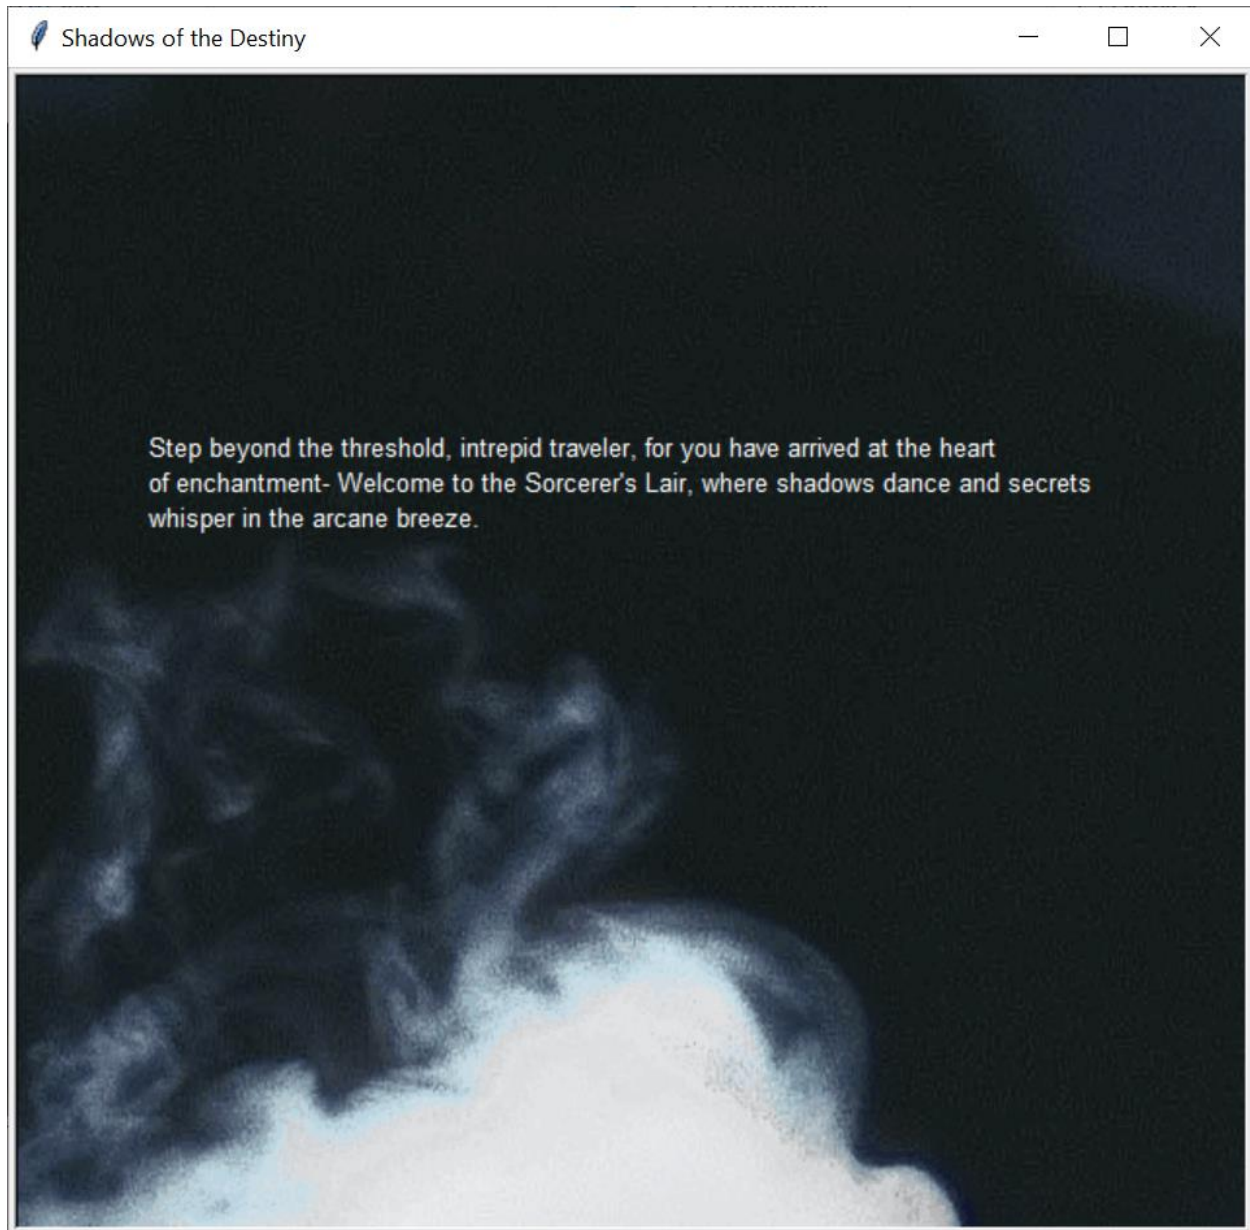 Shadows of the Destiny
Step beyond the threshold, intrepid traveler, for you have arrived at the heart
of enchantment- Welcome to the Sorcerer's Lair, where shadows dance and secrets
whisper in the arcane breeze.